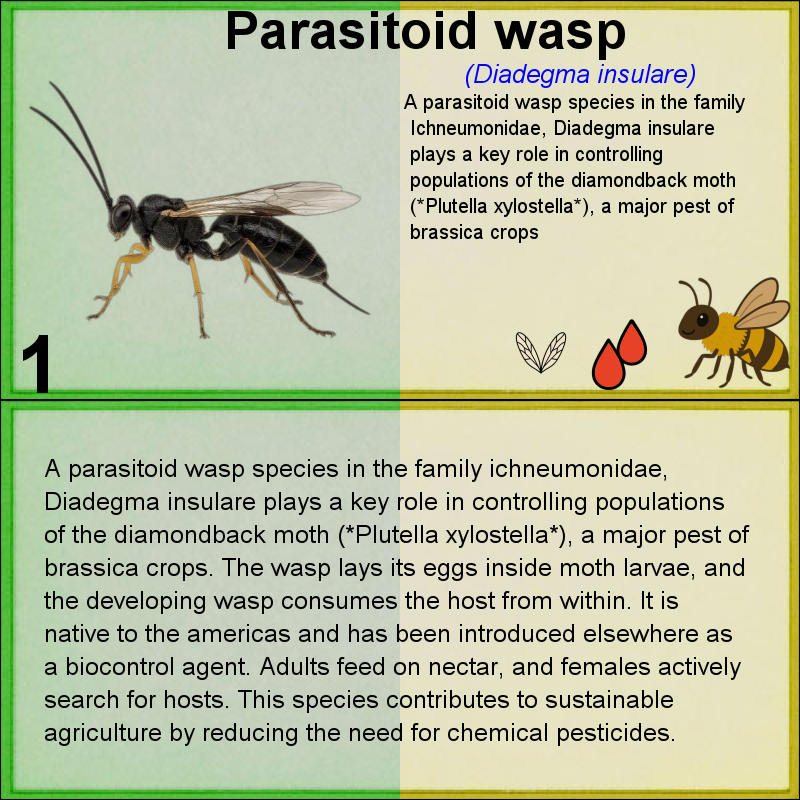 Parasitoid wasp
(Diadegma insulare)
A parasitoid wasp species in the family
Ichneumonidae, Diadegma insulare
plays a key role in controlling
populations of the diamondback moth
(*Plutella xylostella*), a major pest of
brassica crops
1
A parasitoid wasp species in the family ichneumonidae,
Diadegma insulare plays a key role in controlling populations
of the diamondback moth (*Plutella xylostella*), a major pest of
brassica crops. The wasp lays its eggs inside moth larvae, and
the developing wasp consumes the host from within. It is
native to the americas and has been introduced elsewhere as
a biocontrol agent. Adults feed on nectar, and females actively
search for hosts. This species contributes to sustainable
agriculture by reducing the need for chemical pesticides.